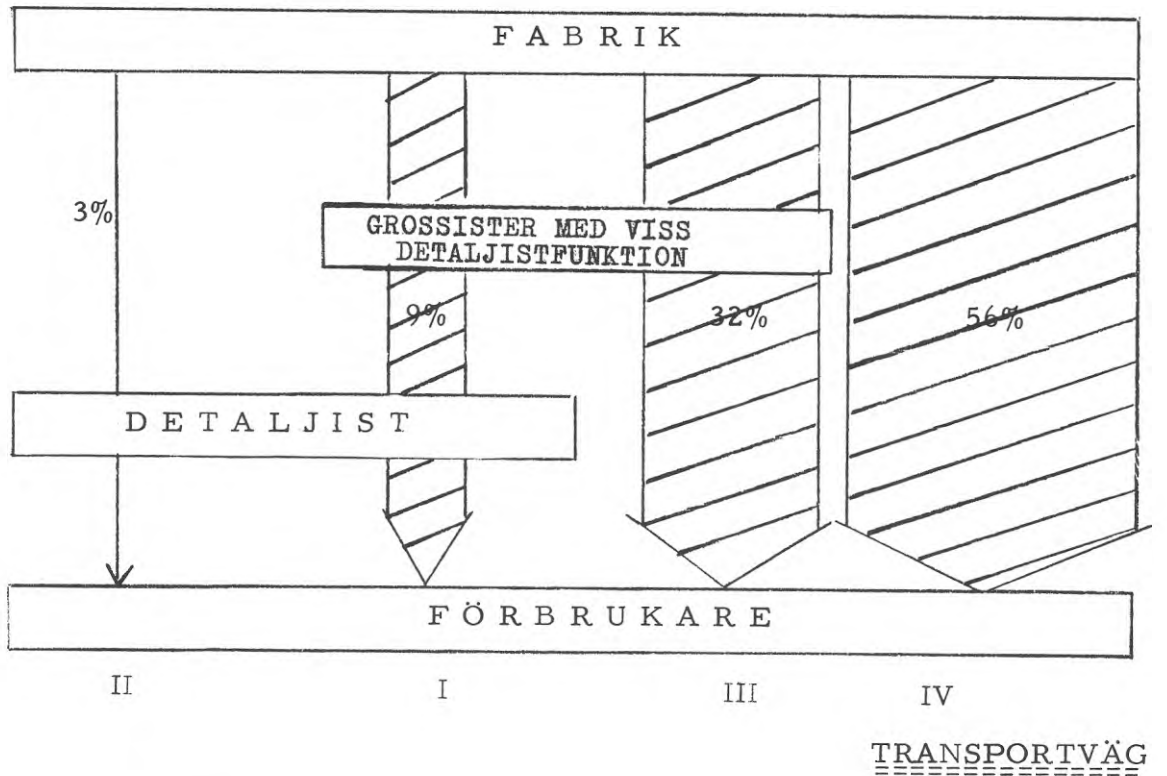 FABRIK
3%
GROSSISTER MED VISS
DETALJISTFUNKTION
9%
32%
56%
DETALJIST
FÖRBRUKARE
II
I
III
IV
TRANSPORTVÄG